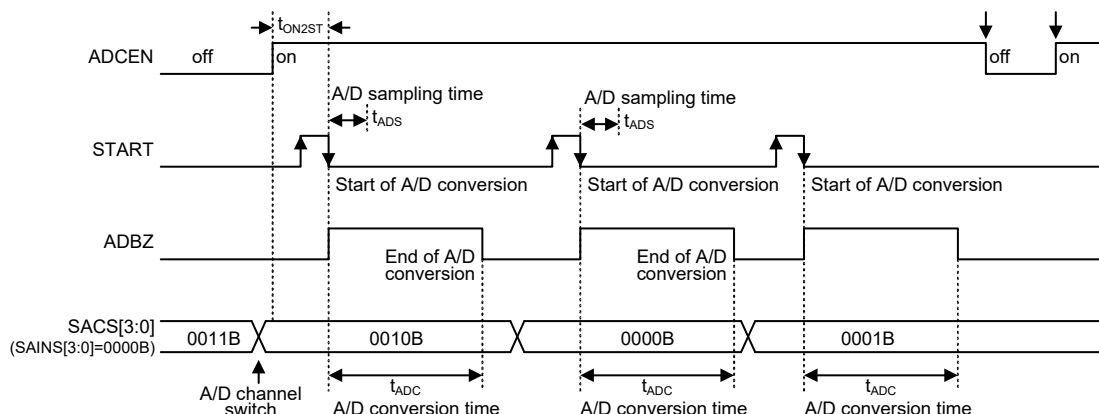 tON2ST
ADCEN
off
on
off
on
A/D sampling time
tADS
A/D sampling time
tADS
START
Start of A/D conversion
Start of A/D conversion
Start of A/D conversion
ADBZ
End of A/D
conversion
End of A/D
conversion
SACS[3:0]
(SAINS[3:0]=0000B)
0011B
0010B
0000B
0001B
A/D channel
switch
tADC
A/D conversion time
tADC
A/D conversion time
tADC
A/D conversion time